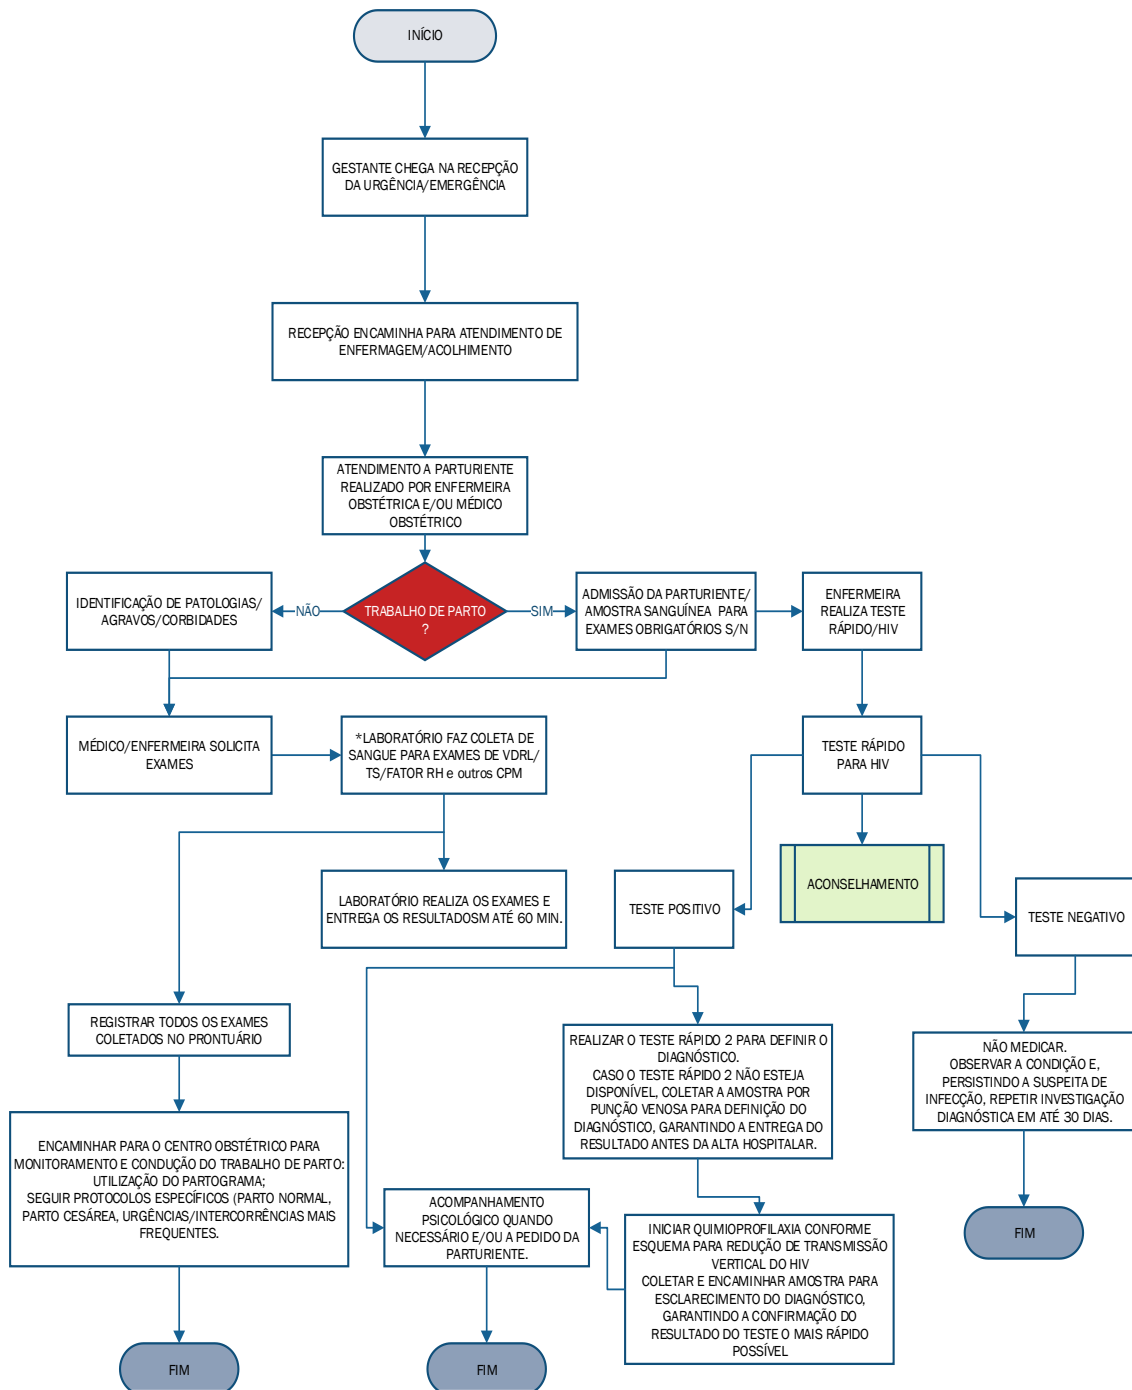 INÍCIO
GESTANTE CHEGA NA RECEPÇÃO
DA URGÊNCIA/EMERGÊNCIA
RECEPÇÃO ENCAMINHA PARA ATENDIMENTO DE
ENFERMAGEM/ACOLHIMENTO
ATENDIMENTO A PARTURIENTE
REALIZADO POR ENFERMEIRA
OBSTÉTRICA E/OU MÉDICO
OBSTÉTRICO
IDENTIFICAÇÃO DE PATOLOGIAS/
AGRAVOS/CORBIDADES
NÃO
TRABALHO DE PARTO
?
SIM
ADMISSÃO DA PARTURIENTE/
AMOSTRA SANGUÍNEA PARA
EXAMES OBRIGATÓRIOS S/N
ENFERMEIRA
REALIZA TESTE
RÁPIDO/HIV
MÉDICO/ENFERMEIRA SOLICITA
EXAMES
*LABORATÓRIO FAZ COLETA DE
SANGUE PARA EXAMES DE VDRL/
TS/FATOR RH e outros CPM
TESTE RÁPIDO
PARA HIV
ACONSELHAMENTO
LABORATÓRIO REALIZA OS EXAMES E
ENTREGA OS RESULTADOSM ATÉ 60 MIN.
TESTE POSITIVO
TESTE NEGATIVO
REGISTRAR TODOS OS EXAMES
COLETADOS NO PRONTUÁRIO
REALIZAR O TESTE RÁPIDO 2 PARA DEFINIR O
DIAGNÓSTICO.
CASO O TESTE RÁPIDO 2 NÃO ESTEJA
DISPONÍVEL, COLETAR A AMOSTRA POR
PUNÇÃO VENOSA PARA DEFINIÇÃO DO
DIAGNÓSTICO, GARANTINDO A ENTREGA DO
RESULTADO ANTES DA ALTA HOSPITALAR.
NÃO MEDICAR.
OBSERVAR A CONDIÇÃO E,
PERSISTINDO A SUSPEITA DE
INFECÇÃO, REPETIR INVESTIGAÇÃO
DIAGNÓSTICA EM ATÉ 30 DIAS.
ENCAMINHAR PARA O CENTRO OBSTÉTRICO PARA
MONITORAMENTO E CONDUÇÃO DO TRABALHO DE PARTO:
UTILIZAÇÃO DO PARTOGRAMA;
SEGUIR PROTOCOLOS ESPECÍFICOS (PARTO NORMAL,
PARTO CESÁREA, URGÊNCIAS/INTERCORRÊNCIAS MAIS
FREQUENTES.
ACOMPANHAMENTO
PSICOLÓGICO QUANDO
NECESSÁRIO E/OU A PEDIDO DA
PARTURIENTE.
INICIAR QUIMIOPROFILAXIA CONFORME
ESQUEMA PARA REDUÇÃO DE TRANSMISSÃO
VERTICAL DO HIV
COLETAR E ENCAMINHAR AMOSTRA PARA
ESCLARECIMENTO DO DIAGNÓSTICO,
GARANTINDO A CONFIRMAÇÃO DO
RESULTADO DO TESTE O MAIS RÁPIDO
POSSÍVEL
FIM
FIM
FIM